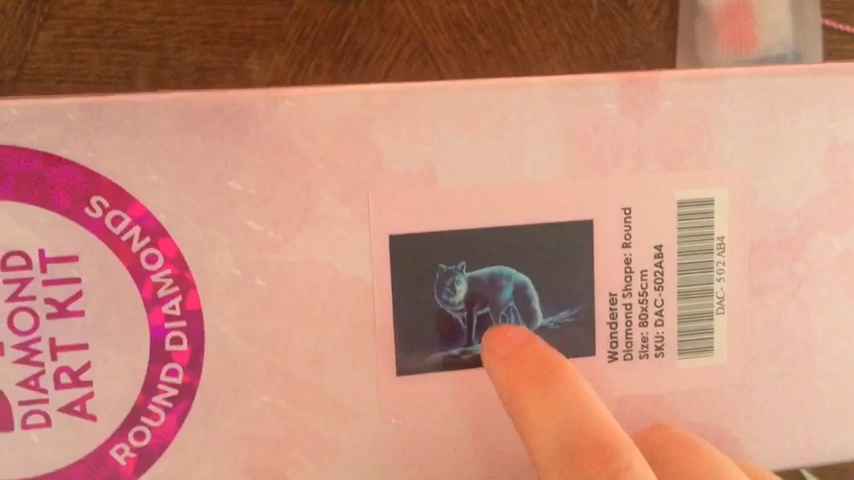 DIAMOND
ART KIT
ROUND DIAMONDS
Wanderer
Diamond Shape: Round
Size: 80x55cm
SKU: DAC-502AB4
DAC- 502AB4